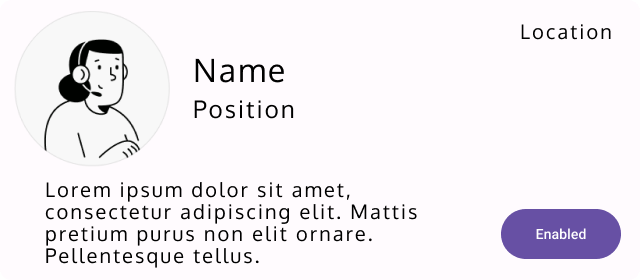 Location
Name
Position
Lorem ipsum dolor sit amet,
consectetur adipiscing elit. Mattis
pretium purus non elit ornare.
Pellentesque tellus.
Enabled